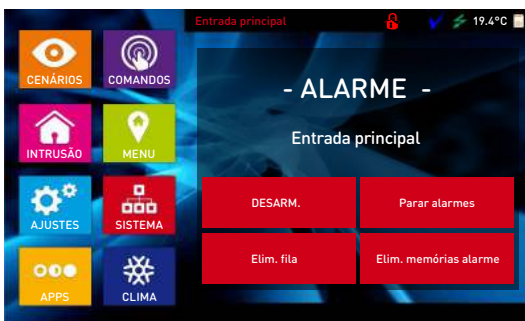 Entrada principal
19.4°C
CENÁRIOS
COMANDOS
INTRUSÃO
MENU
AJUSTES
SISTEMA
APPS
CLIMA
- ALARME -
Entrada principal
DESARM.
Parar alarmes
Elim. fila
Elim. memórias alarme